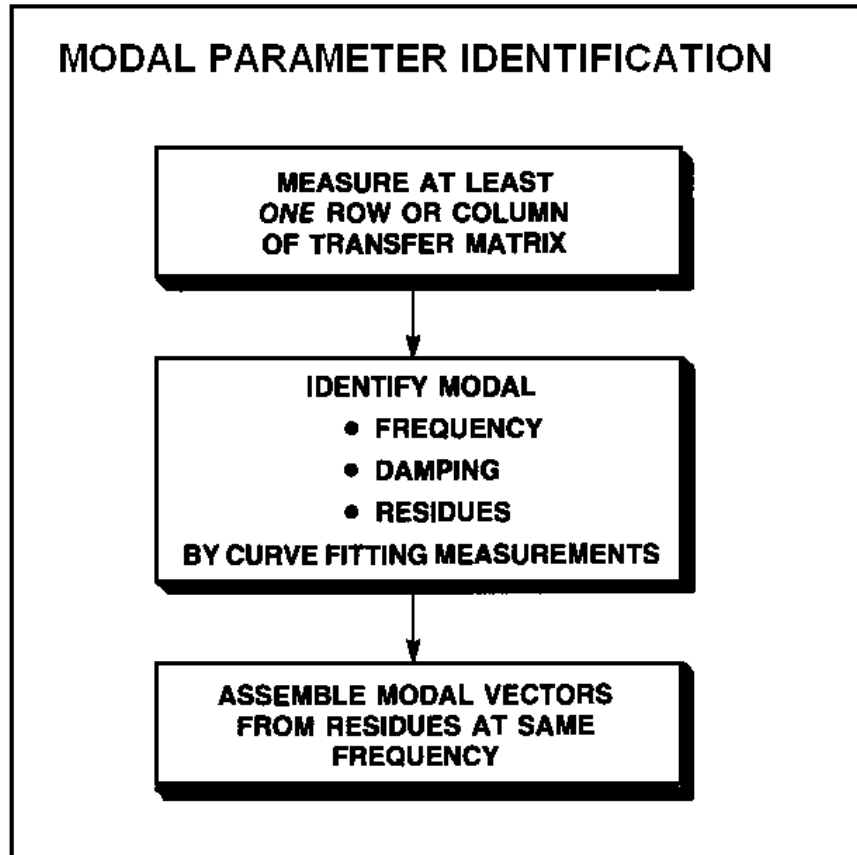 MODAL PARAMETER IDENTIFICATION
MEASURE AT LEAST
ONE ROW OR COLUMN
OF TRANSFER MATRIX
IDENTIFY MODAL
• FREQUENCY
• DAMPING
• RESIDUES
BY CURVE FITTING MEASUREMENTS
ASSEMBLE MODAL VECTORS
FROM RESIDUES AT SAME
FREQUENCY